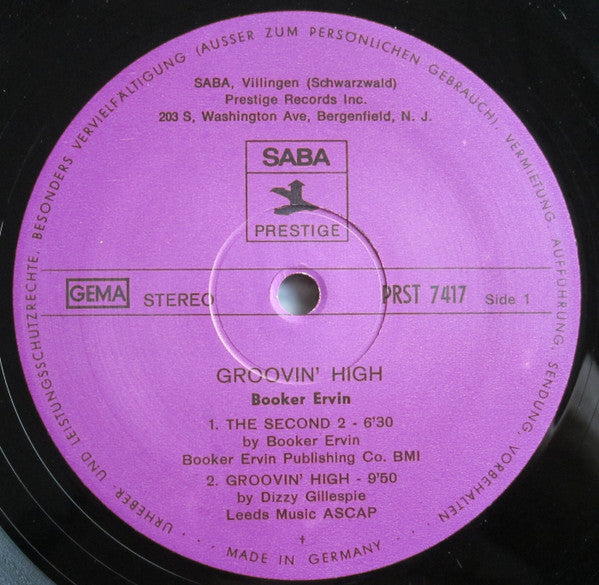 URHEBER- UND LEISTUNGSSCHUTZRECHTE, BESONDERS VERVIELFÄLTIGUNG (AUSSER ZUM PERSÖNLICHEN GEBRAUCH), VERMIETUNG, AUFFÜHRUNG, SENDUNG, VORBEHALTEN
SABA, Villingen (Schwarzwald)
Prestige Records Inc.
203 S, Washington Ave, Bergenfield, N. J.
SABA
PRESTIGE
GEMA STEREO PRST 7417 Side 1
GROOVIN' HIGH
Booker Ervin
1. THE SECOND 2 - 6'30
by Booker Ervin
Booker Ervin Publishing Co. BMI
2. GROOVIN' HIGH - 9'50
by Dizzy Gillespie
Leeds Music ASCAP
MADE IN GERMANY